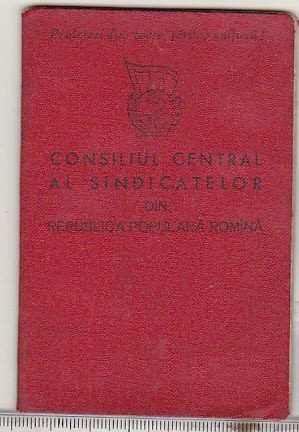 Proletari din toate țările, uniți-vă!
CONSILIUL CENTRAL
AL SINDICATELOR
DIN
REPUBLICA POPULARĂ ROMÎNĂ